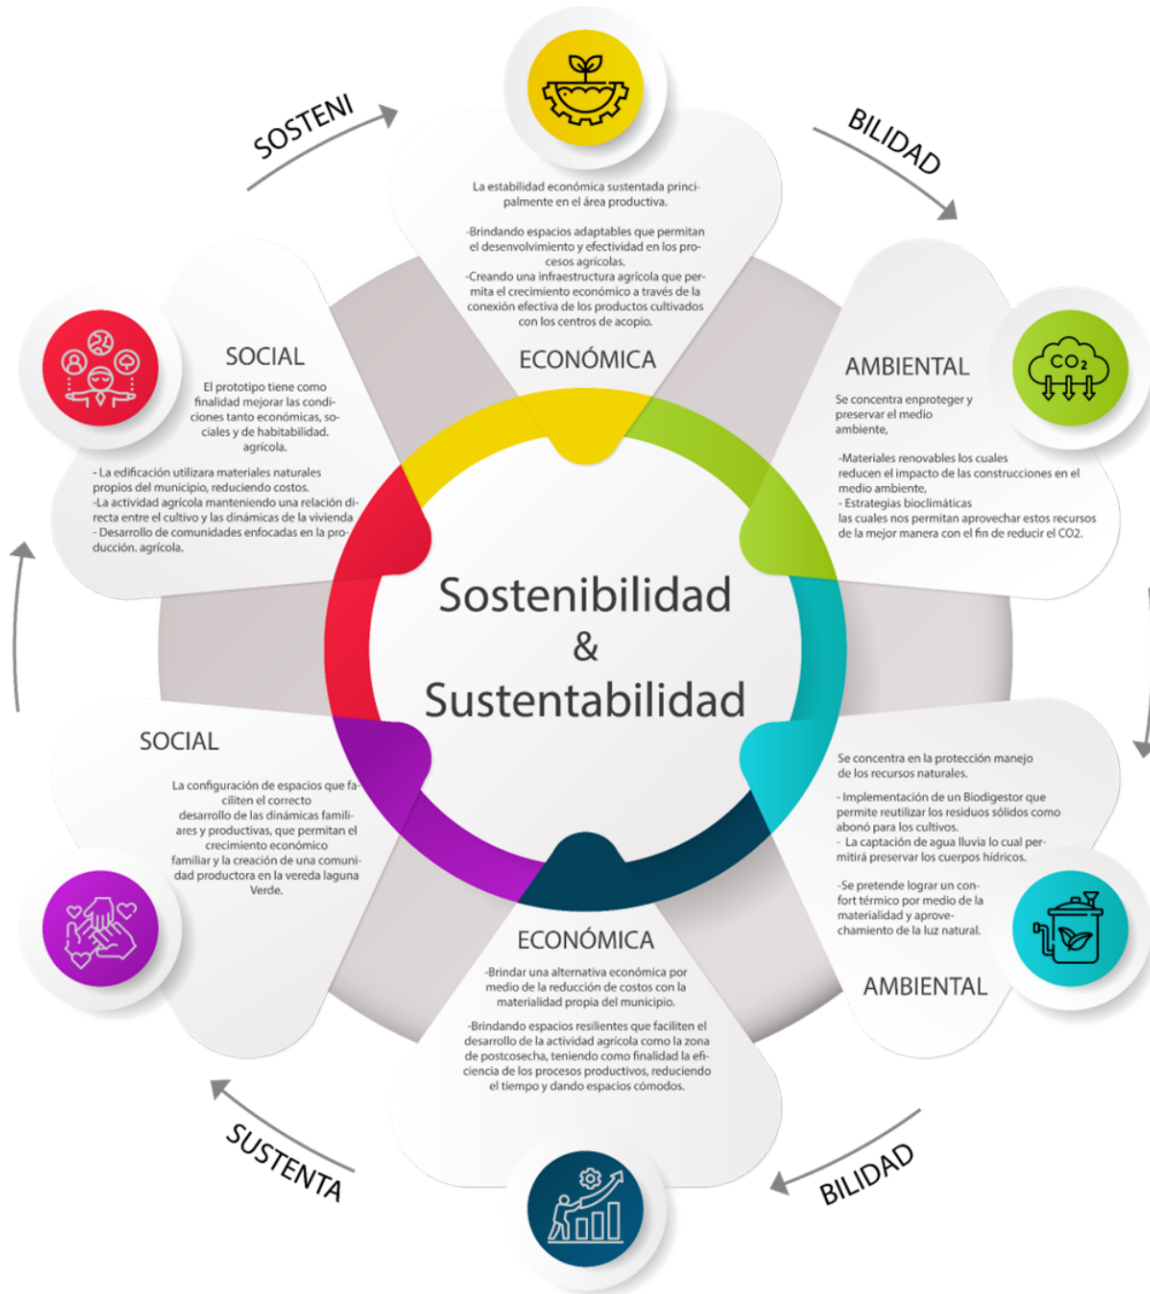 SOSTENI
BILIDAD
La estabilidad económica sustentada princi-
palmente en el área productiva.
-Brindando espacios adaptables que permitan
el desenvolvimiento y efectividad en los pro-
cesos agrícolas.
-Creando una infraestructura agrícola que per-
mita el crecimiento económico a través de la
conexión efectiva de los productos cultivados
con los centros de acopio.
ECONÓMICA
SOCIAL
El prototipo tiene como
finalidad mejorar las condi-
ciones tanto económicas, so-
ciales y de habitabilidad.
agrícola.
- La edificación utilizara materiales naturales
propios del municipio, reduciendo costos.
-La actividad agrícola manteniendo una relación di-
recta entre el cultivo y las dinámicas de la vivienda
- Desarrollo de comunidades enfocadas en la pro-
ducción. agrícola.
AMBIENTAL
CO2
Se concentra enproteger y
preservar el medio
ambiente,
-Materiales renovables los cuales
reducen el impacto de las construcciones en el
medio ambiente,
- Estrategias bioclimáticas
las cuales nos permitan aprovechar estos recursos
de la mejor manera con el fin de reducir el CO2.
Sostenibilidad
&
Sustentabilidad
SOCIAL
La configuración de espacios que fa-
ciliten el correcto
desarrollo de las dinámicas famili-
ares y productivas, que permitan el
crecimiento económico
familiar y la creación de una comuni-
dad productora en la vereda laguna
Verde.
Se concentra en la protección manejo
de los recursos naturales.
- Implementación de un Biodigestor que
permite reutilizar los residuos sólidos como
abonó para los cultivos.
- La captación de agua lluvia lo cual per-
mitirá preservar los cuerpos hídricos.
-Se pretende lograr un con-
fort térmico por medio de la
materialidad y aprove-
chamiento de la luz natural.
AMBIENTAL
ECONÓMICA
-Brindar una alternativa económica por
medio de la reducción de costos con la
materialidad propia del municipio.
-Brindando espacios resilientes que faciliten el
desarrollo de la actividad agrícola como la zona
de postcosecha, teniendo como finalidad la efi-
ciencia de los procesos productivos, reduciendo
el tiempo y dando espacios cómodos.
SUSTENTA
BILIDAD